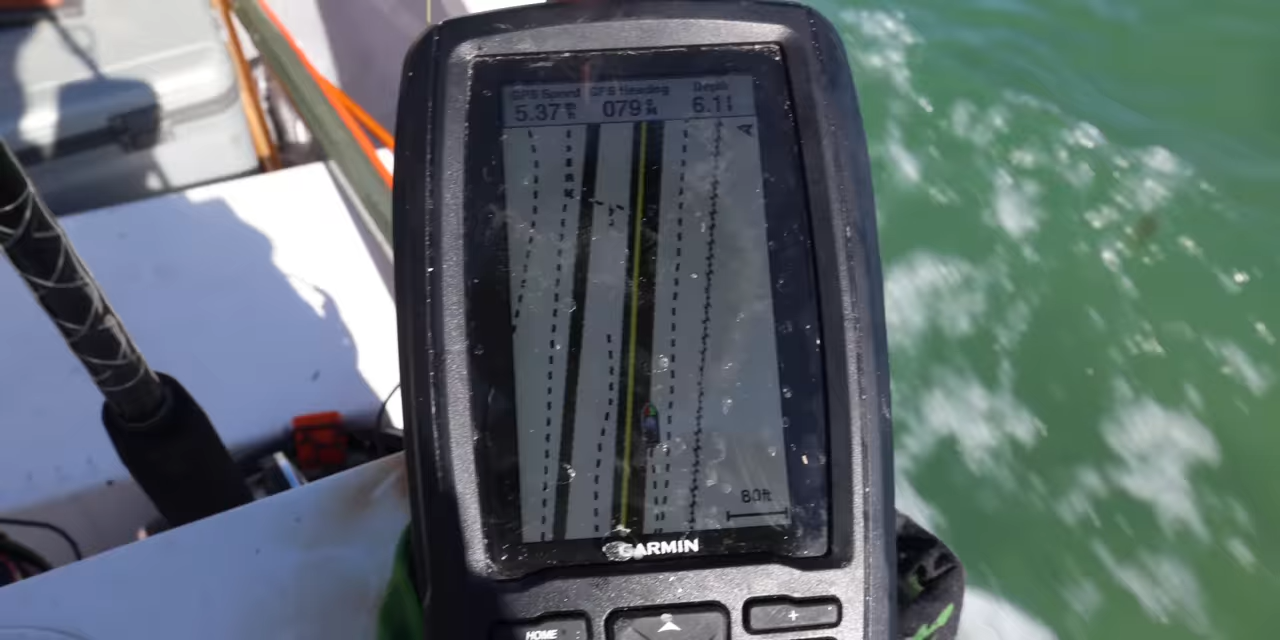 GPS Speed GPS Heading Depth
5.37 079 6.1
80ft
GARMIN
HOME
+